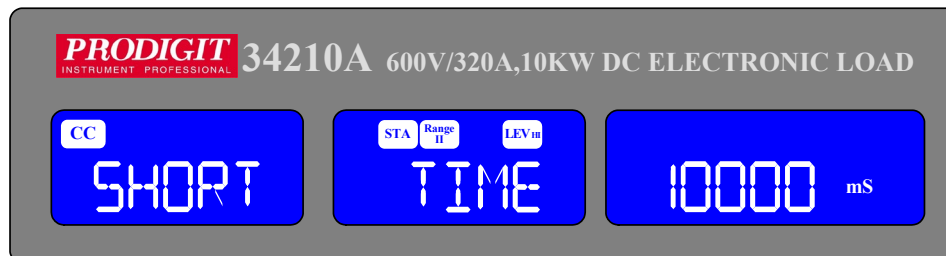 PRODIGIT
INSTRUMENT PROFESSIONAL
34210A 600V/320A,10KW DC ELECTRONIC LOAD
CC
SHORT
STA Range II LEV HI
TIME
10000 mS